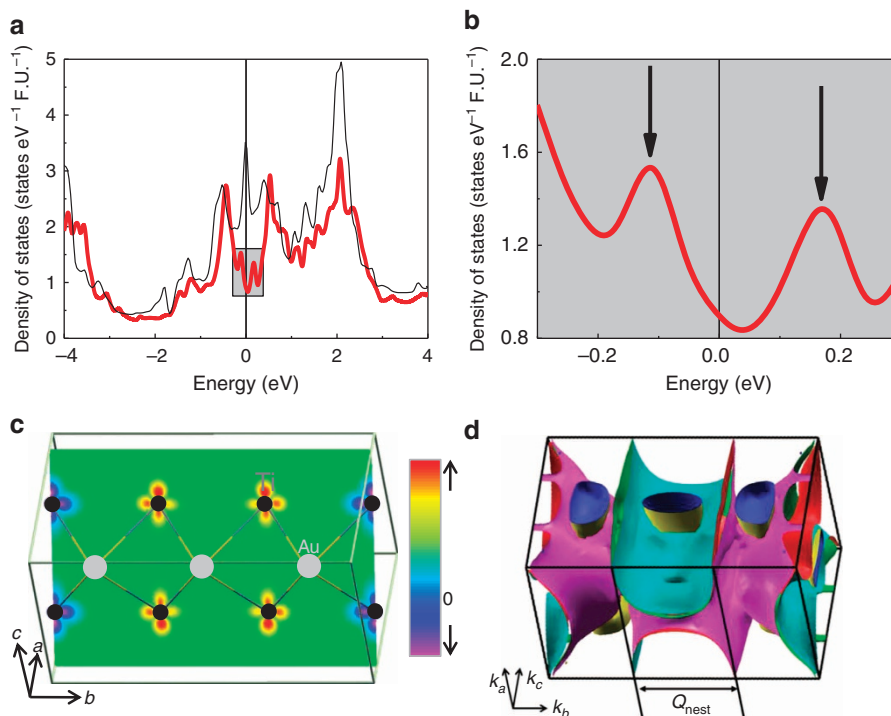 a
Density of states (states eV⁻¹ F.U.⁻¹)
5
4
3
2
1
0
−4
−2
0
2
4
Energy (eV)
b
Density of states (states eV⁻¹ F.U.⁻¹)
2.0
1.6
1.2
0.8
−0.2
0.0
0.2
Energy (eV)
c
Ti
Au
0
c
a
b
d
kₐ
k_c
k_b
Q_nest